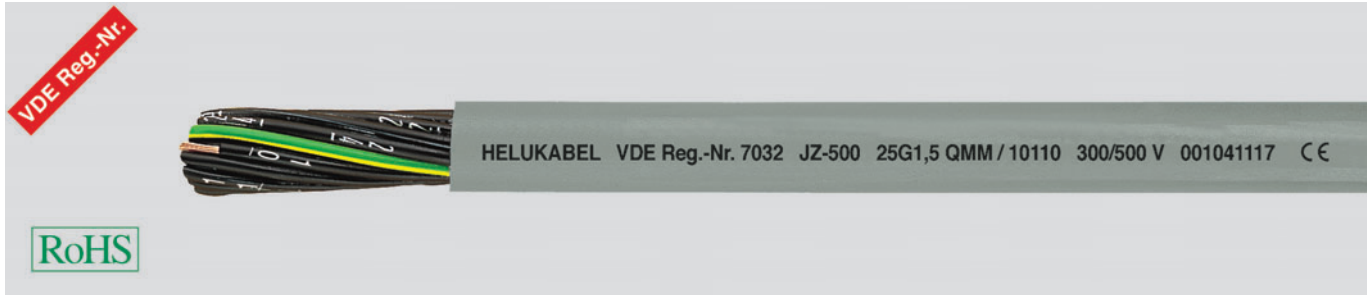 VDE Reg.-Nr.
HELUKABEL VDE Reg.-Nr. 7032 JZ-500 25G1,5 QMM / 10110 300/500 V 001041117 CE
RoHS